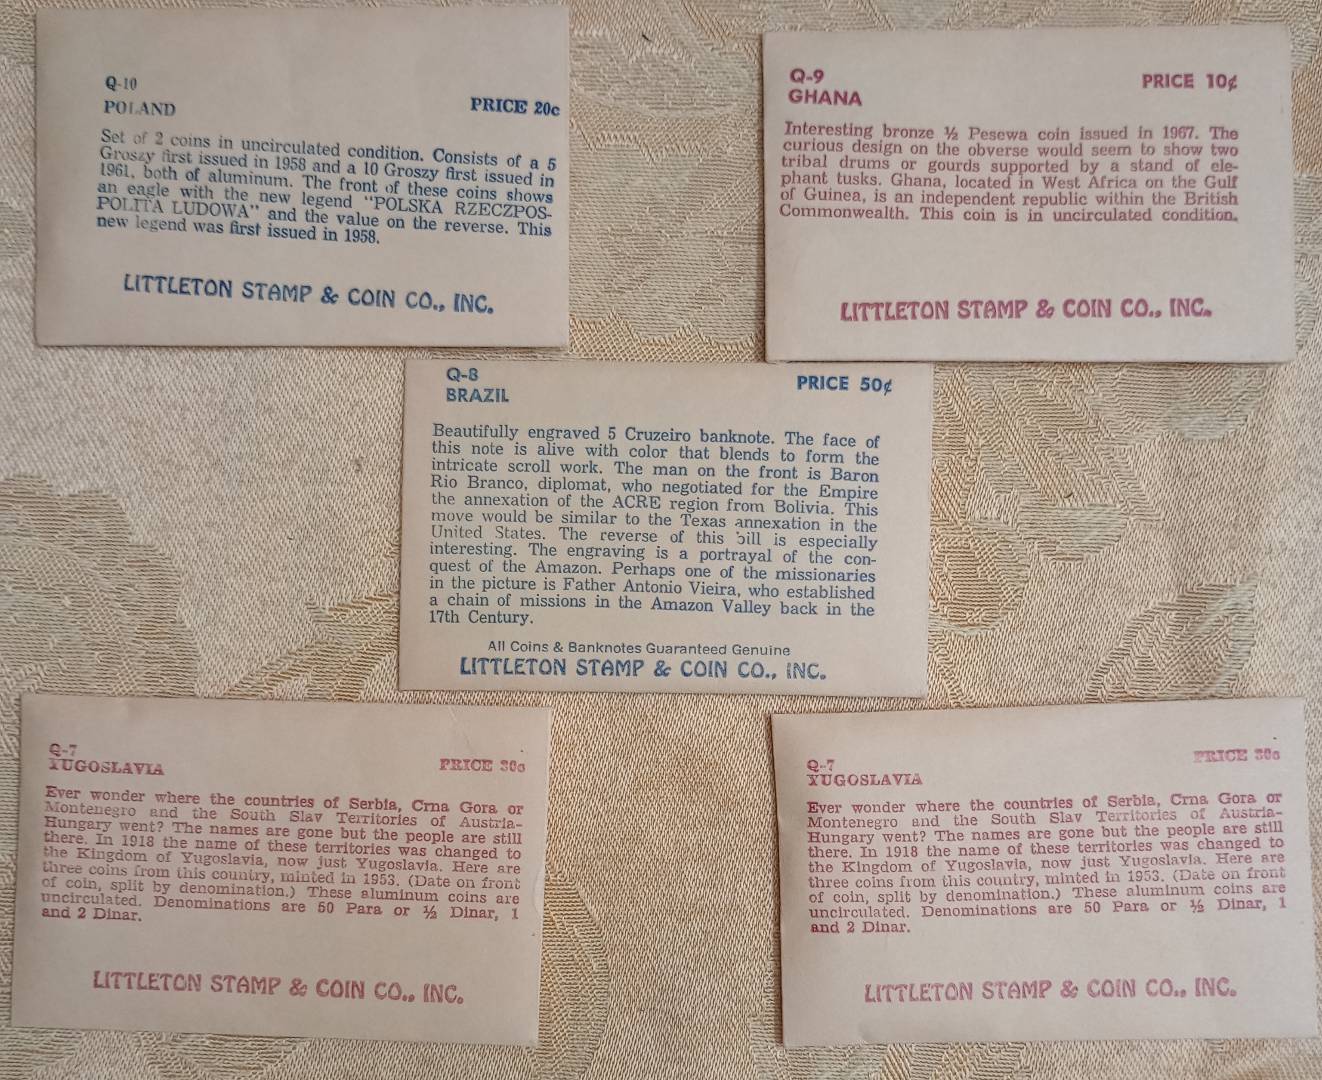 Q-10
POLAND
PRICE 20c
Set of 2 coins in uncirculated condition. Consists of a 5
Groszy first issued in 1958 and a 10 Groszy first issued in
1961, both of aluminum. The front of these coins shows
an eagle with the new legend "POLSKA RZECZPOS-
POLITA LUDOWA" and the value on the reverse. This
new legend was first issued in 1958.
LITTLETON STAMP & COIN CO., INC.
Q-9
GHANA
PRICE 10¢
Interesting bronze ½ Pesewa coin issued in 1967. The
curious design on the obverse would seem to show two
tribal drums or gourds supported by a stand of ele-
phant tusks. Ghana, located in West Africa on the Gulf
of Guinea, is an independent republic within the British
Commonwealth. This coin is in uncirculated condition.
LITTLETON STAMP & COIN CO., INC.
Q-8
BRAZIL
PRICE 50¢
Beautifully engraved 5 Cruzeiro banknote. The face of
this note is alive with color that blends to form the
intricate scroll work. The man on the front is Baron
Rio Branco, diplomat, who negotiated for the Empire
the annexation of the ACRE region from Bolivia. This
move would be similar to the Texas annexation in the
United States. The reverse of this bill is especially
interesting. The engraving is a portrayal of the con-
quest of the Amazon. Perhaps one of the missionaries
in the picture is Father Antonio Vieira, who established
a chain of missions in the Amazon Valley back in the
17th Century.
All Coins & Banknotes Guaranteed Genuine
LITTLETON STAMP & COIN CO., INC.
Q-7
YUGOSLAVIA
PRICE 30c
Ever wonder where the countries of Serbia, Crna Gora or
Montenegro and the South Slav Territories of Austria-
Hungary went? The names are gone but the people are still
there. In 1918 the name of these territories was changed to
the Kingdom of Yugoslavia, now just Yugoslavia. Here are
three coins from this country, minted in 1953. (Date on front
of coin, split by denomination.) These aluminum coins are
uncirculated. Denominations are 50 Para or ½ Dinar, 1
and 2 Dinar.
LITTLETON STAMP & COIN CO., INC.
Q-7
YUGOSLAVIA
PRICE 30c
Ever wonder where the countries of Serbia, Crna Gora or
Montenegro and the South Slav Territories of Austria-
Hungary went? The names are gone but the people are still
there. In 1918 the name of these territories was changed to
the Kingdom of Yugoslavia, now just Yugoslavia. Here are
three coins from this country, minted in 1953. (Date on front
of coin, split by denomination.) These aluminum coins are
uncirculated. Denominations are 50 Para or ½ Dinar, 1
and 2 Dinar.
LITTLETON STAMP & COIN CO., INC.